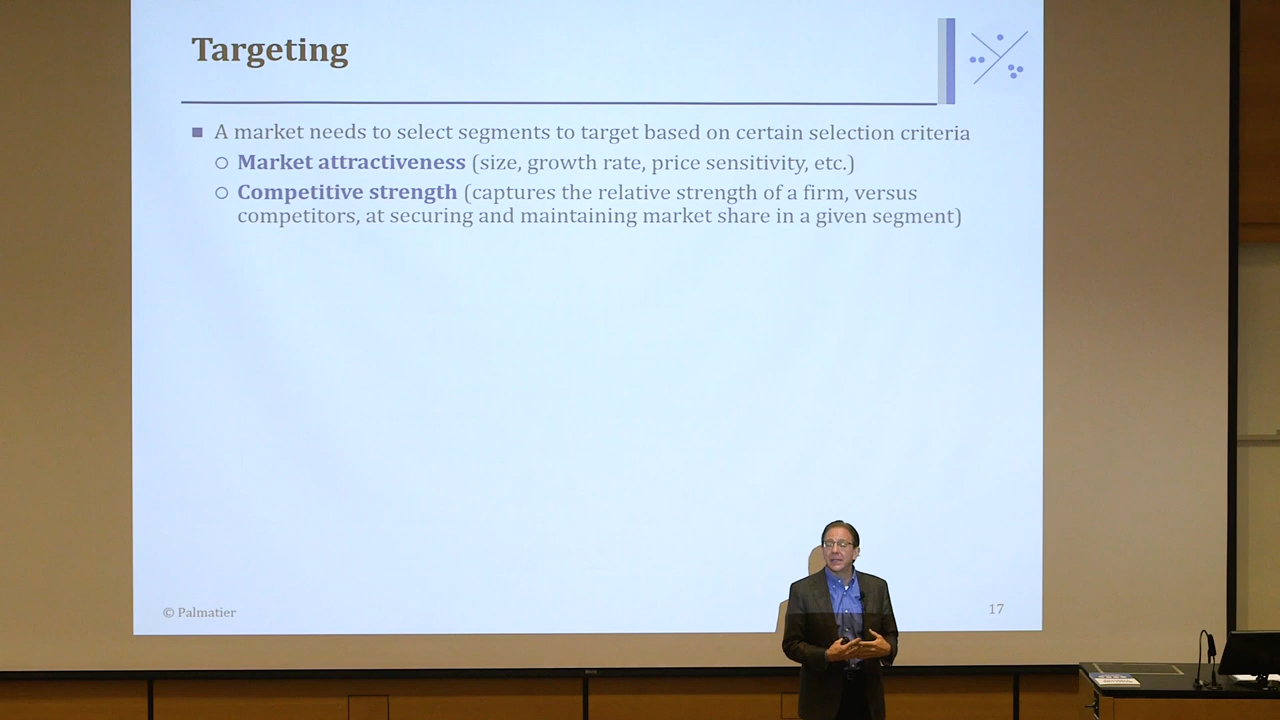 Targeting
A market needs to select segments to target based on certain selection criteria
Market attractiveness (size, growth rate, price sensitivity, etc.)
Competitive strength (captures the relative strength of a firm, versus
competitors, at securing and maintaining market share in a given segment)
© Palmatier
17